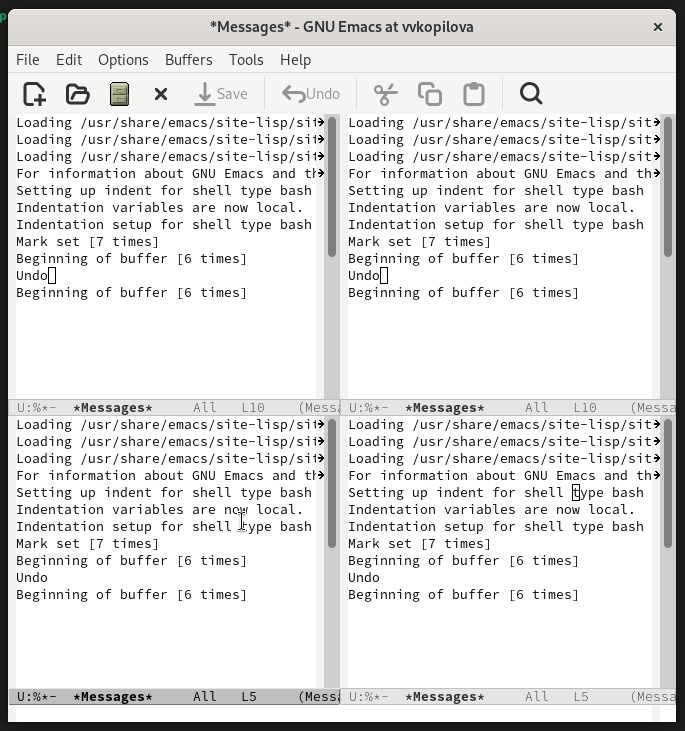 *Messages* - GNU Emacs at vvkopilova
File Edit Options Buffers Tools Help
Save Undo
Loading /usr/share/emacs/site-lisp/sit
Loading /usr/share/emacs/site-lisp/sit
Loading /usr/share/emacs/site-lisp/sit
For information about GNU Emacs and th
Setting up indent for shell type bash
Indentation variables are now local.
Indentation setup for shell type bash
Mark set [7 times]
Beginning of buffer [6 times]
Undo
Beginning of buffer [6 times]
U:%*- *Messages* All L10 (Messa
Loading /usr/share/emacs/site-lisp/sit
Loading /usr/share/emacs/site-lisp/sit
Loading /usr/share/emacs/site-lisp/sit
For information about GNU Emacs and th
Setting up indent for shell type bash
Indentation variables are now local.
Indentation setup for shell type bash
Mark set [7 times]
Beginning of buffer [6 times]
Undo
Beginning of buffer [6 times]
U:%*- *Messages* All L10 (Messa
Loading /usr/share/emacs/site-lisp/sit
Loading /usr/share/emacs/site-lisp/sit
Loading /usr/share/emacs/site-lisp/sit
For information about GNU Emacs and th
Setting up indent for shell type bash
Indentation variables are now local.
Indentation setup for shell type bash
Mark set [7 times]
Beginning of buffer [6 times]
Undo
Beginning of buffer [6 times]
U:%*- *Messages* All L5 (Messa
Loading /usr/share/emacs/site-lisp/sit
Loading /usr/share/emacs/site-lisp/sit
Loading /usr/share/emacs/site-lisp/sit
For information about GNU Emacs and th
Setting up indent for shell type bash
Indentation variables are now local.
Indentation setup for shell type bash
Mark set [7 times]
Beginning of buffer [6 times]
Undo
Beginning of buffer [6 times]
U:%*- *Messages* All L5 (Messa